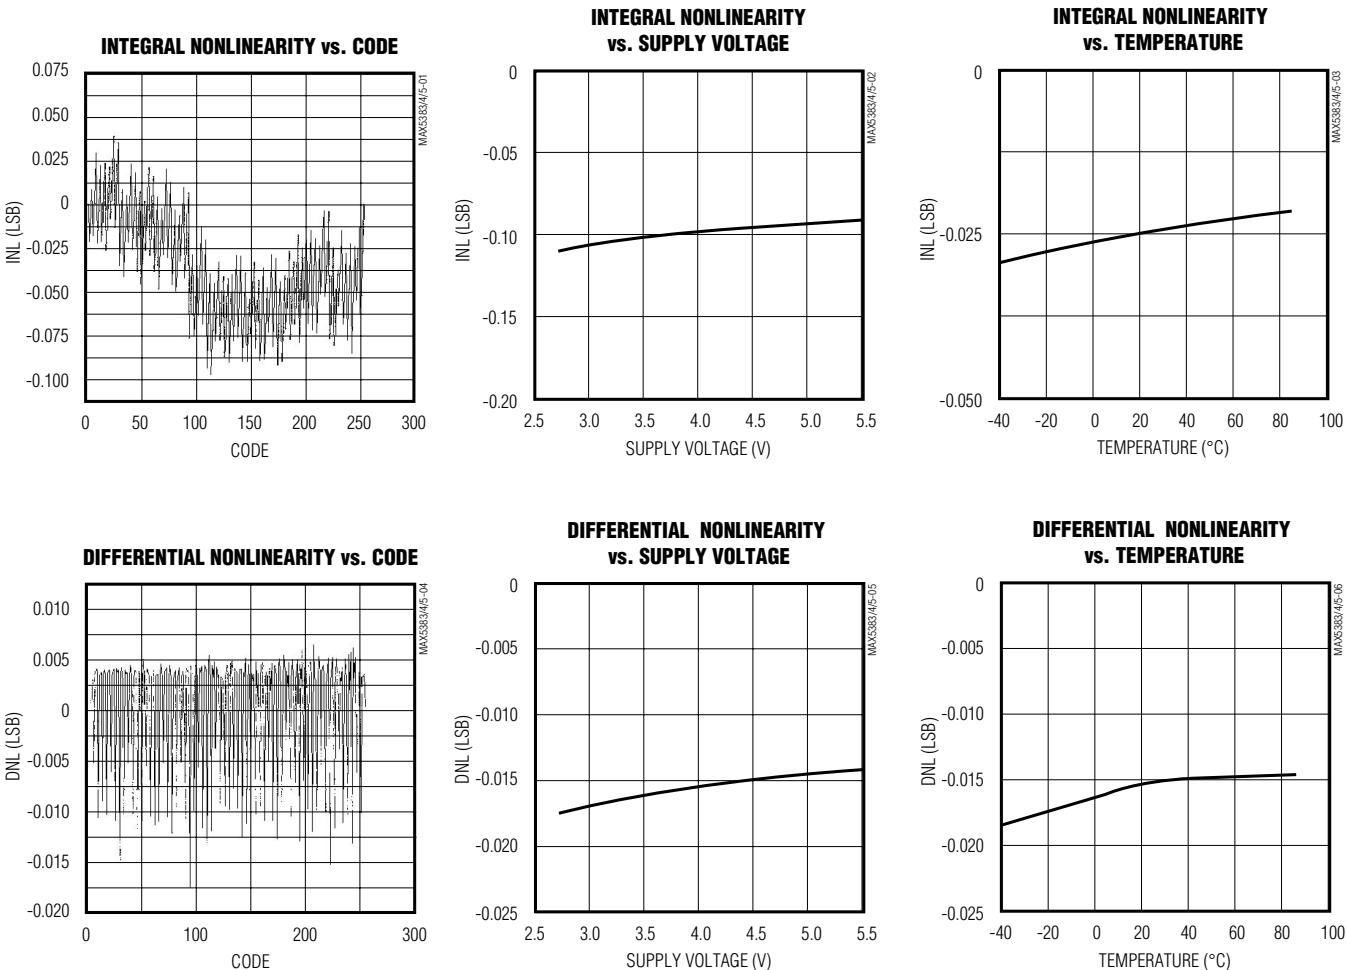 INTEGRAL NONLINEARITY vs. CODE
0.075
0.050
0.025
0
-0.025
-0.050
-0.075
-0.100
INL (LSB)
0 50 100 150 200 250 300
CODE
MAX5383/4/5-01
INTEGRAL NONLINEARITY
vs. SUPPLY VOLTAGE
0
-0.05
-0.10
-0.15
-0.20
INL (LSB)
2.5 3.0 3.5 4.0 4.5 5.0 5.5
SUPPLY VOLTAGE (V)
MAX5383/4/5-02
INTEGRAL NONLINEARITY
vs. TEMPERATURE
0
-0.025
-0.050
INL (LSB)
-40 -20 0 20 40 60 80 100
TEMPERATURE (°C)
MAX5383/4/5-03
DIFFERENTIAL NONLINEARITY vs. CODE
0.010
0.005
0
-0.005
-0.010
-0.015
-0.020
DNL (LSB)
0 50 100 150 200 250 300
CODE
MAX5383/4/5-04
DIFFERENTIAL NONLINEARITY
vs. SUPPLY VOLTAGE
0
-0.005
-0.010
-0.015
-0.020
-0.025
DNL (LSB)
2.5 3.0 3.5 4.0 4.5 5.0 5.5
SUPPLY VOLTAGE (V)
MAX5383/4/5-05
DIFFERENTIAL NONLINEARITY
vs. TEMPERATURE
0
-0.005
-0.010
-0.015
-0.020
-0.025
DNL (LSB)
-40 -20 0 20 40 60 80 100
TEMPERATURE (°C)
MAX5383/4/5-06